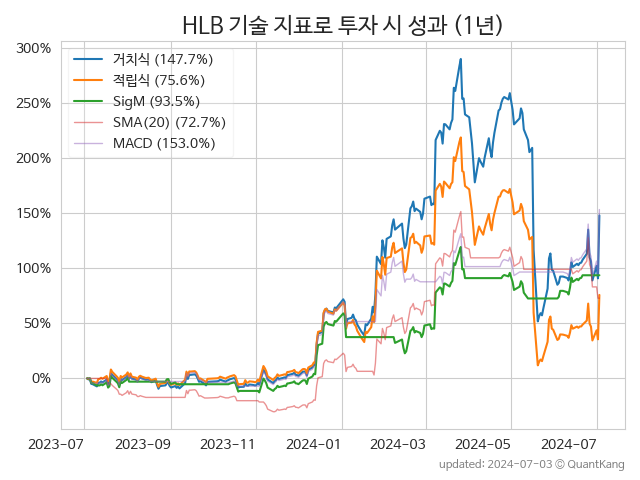 HLB 기술 지표로 투자 시 성과 (1년)
300%
250%
200%
150%
100%
50%
0%
거치식 (147.7%)
적립식 (75.6%)
SigM (93.5%)
SMA(20) (72.7%)
MACD (153.0%)
2023-07 2023-09 2023-11 2024-01 2024-03 2024-05 2024-07
updated: 2024-07-03 © QuantKang